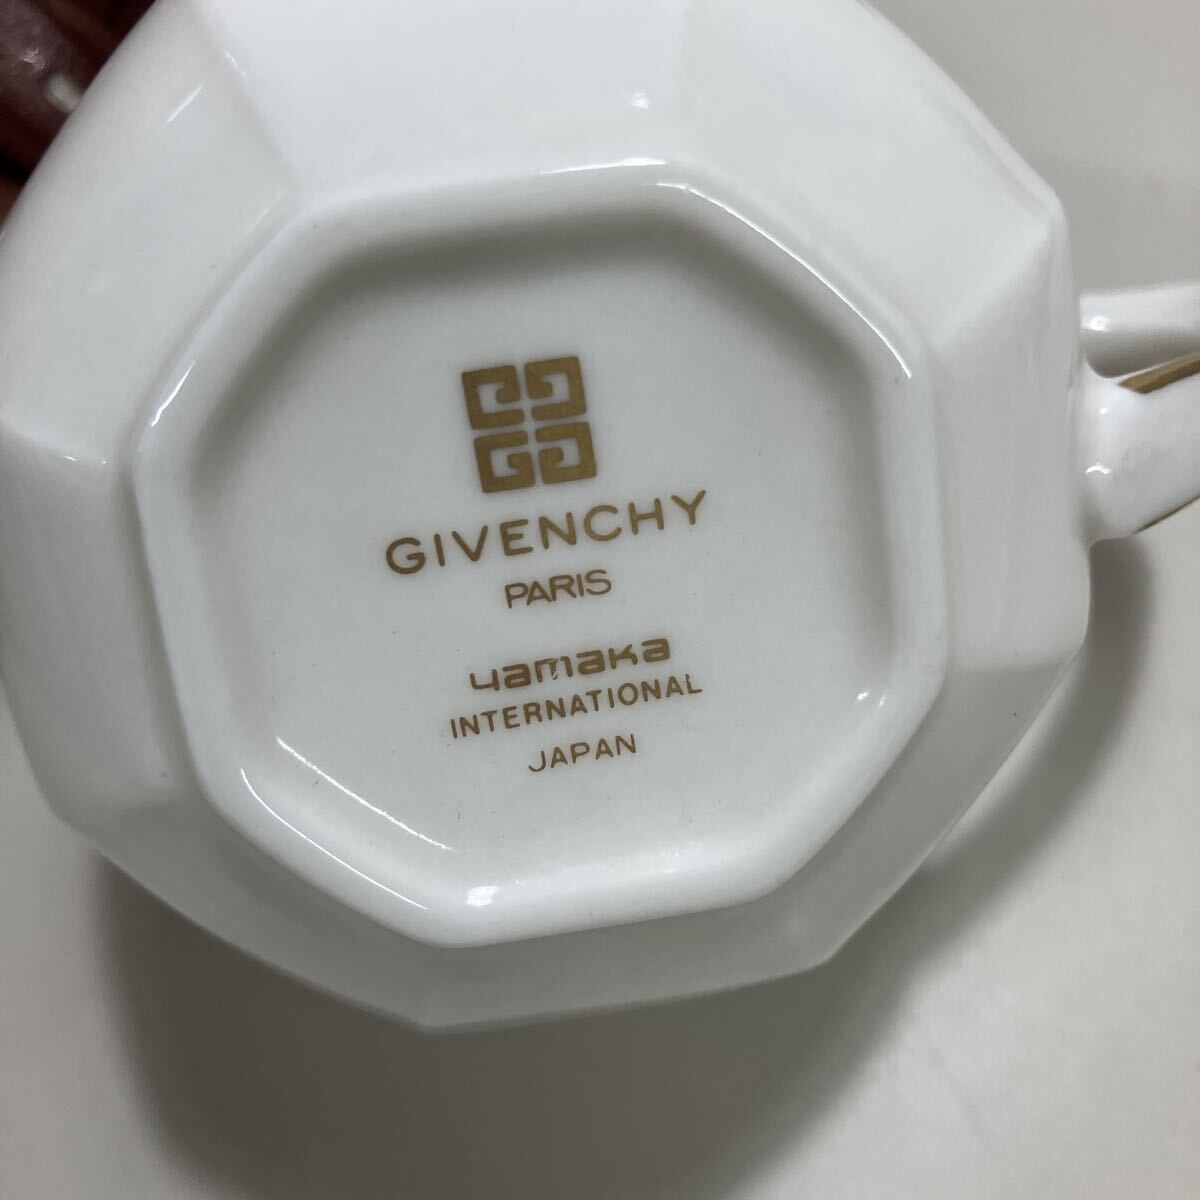 GIVENCHY
PARIS
yamaka
INTERNATIONAL
JAPAN